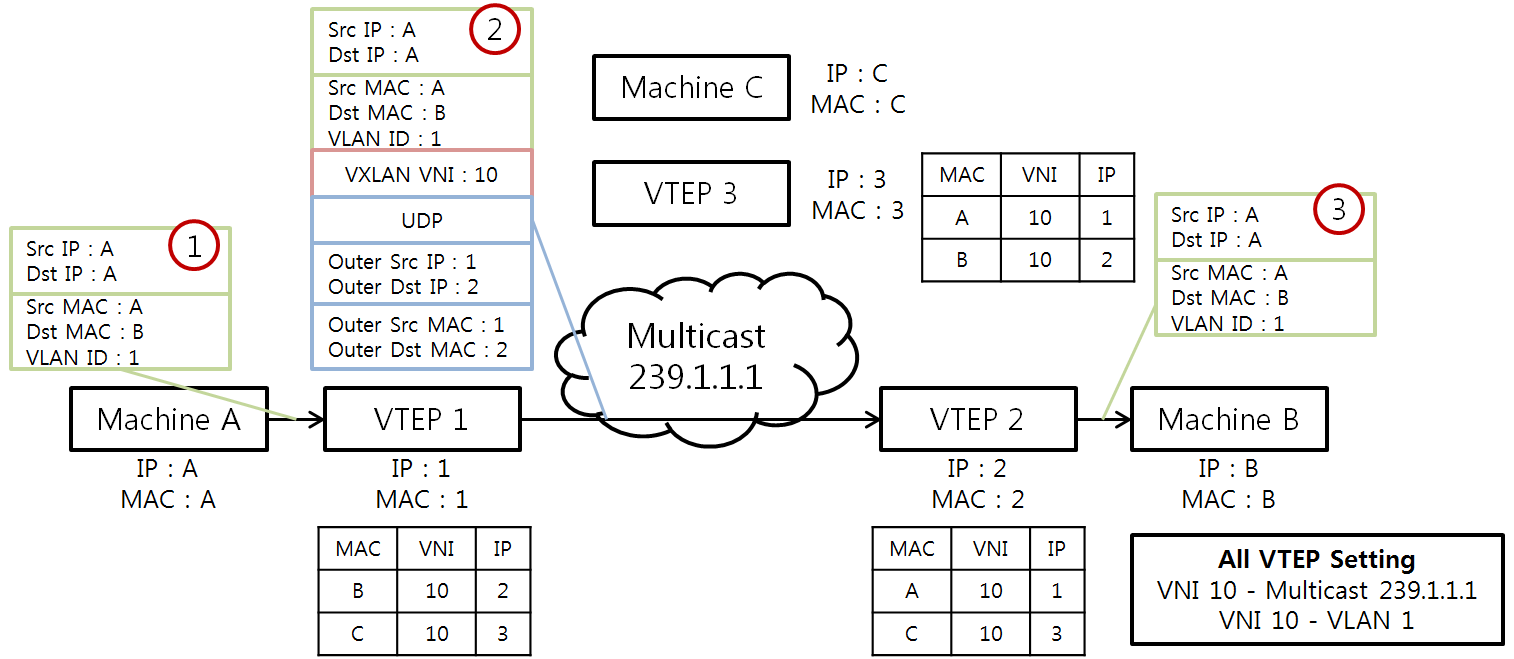 Src IP : A
Dst IP : A
2
Src MAC : A
Dst MAC : B
VLAN ID : 1
VXLAN VNI : 10
UDP
Outer Src IP : 1
Outer Dst IP : 2
Outer Src MAC : 1
Outer Dst MAC : 2
Machine C
IP : C
MAC : C
VTEP 3
IP : 3
MAC : 3
MAC VNI IP
A 10 1
B 10 2
Src IP : A
Dst IP : A
1
Src MAC : A
Dst MAC : B
VLAN ID : 1
Src IP : A
Dst IP : A
3
Src MAC : A
Dst MAC : B
VLAN ID : 1
Multicast
239.1.1.1
Machine A
IP : A
MAC : A
VTEP 1
IP : 1
MAC : 1
VTEP 2
IP : 2
MAC : 2
Machine B
IP : B
MAC : B
MAC VNI IP
B 10 2
C 10 3
MAC VNI IP
A 10 1
C 10 3
All VTEP Setting
VNI 10 - Multicast 239.1.1.1
VNI 10 - VLAN 1